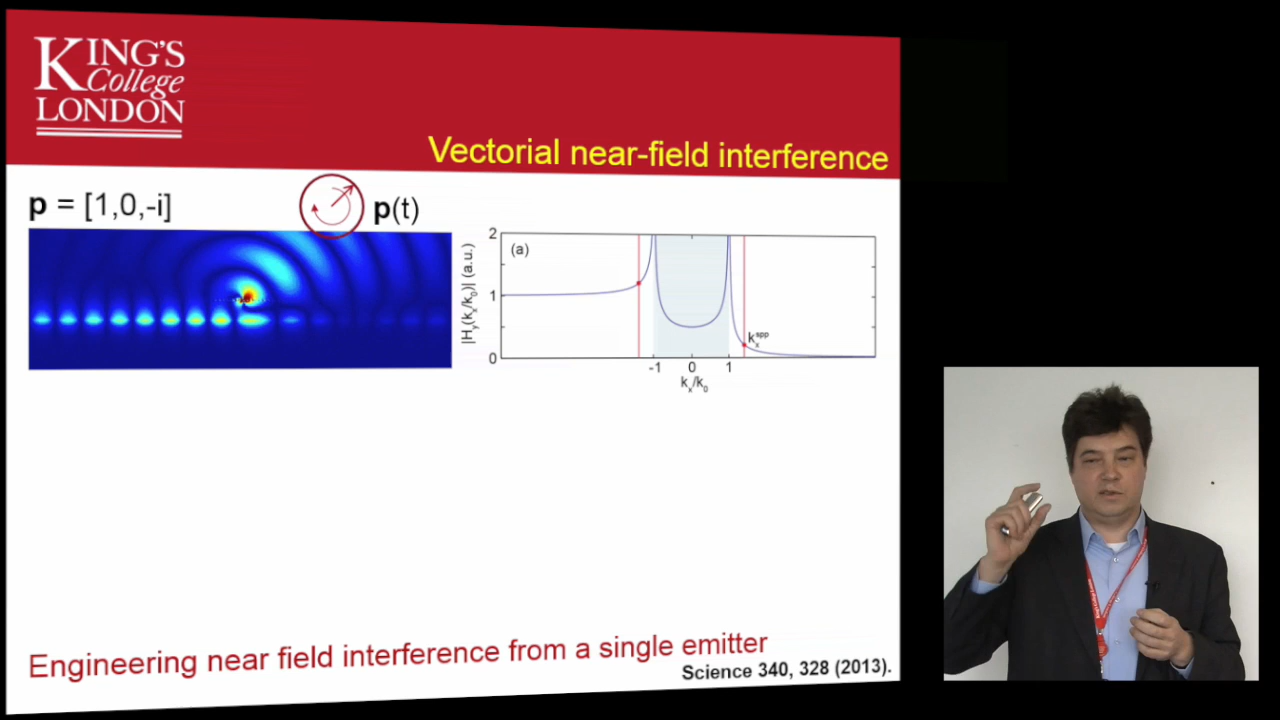 KING'S
College
LONDON
Vectorial near-field interference
p = [1,0,-i]
p(t)
(a)
|Hy(kx/k0)| (a.u.)
2
1
0
kx^spp
-1 0 1
kx/k0
Engineering near field interference from a single emitter
Science 340, 328 (2013).